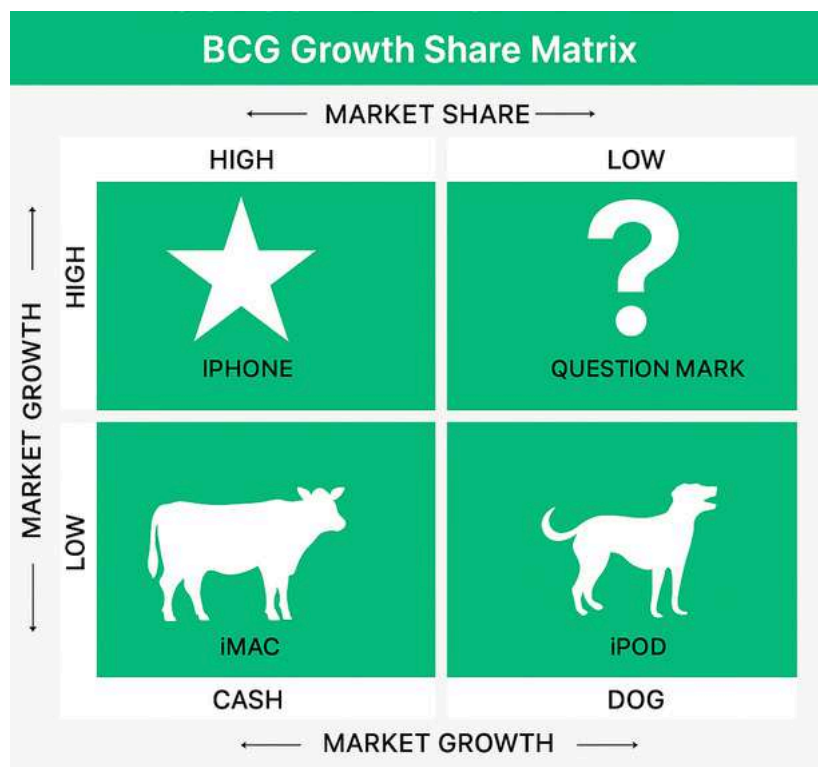 BCG Growth Share Matrix
MARKET SHARE
HIGH
LOW
MARKET GROWTH
HIGH
IPHONE
?
QUESTION MARK
LOW
iMAC
iPOD
CASH
DOG
MARKET GROWTH